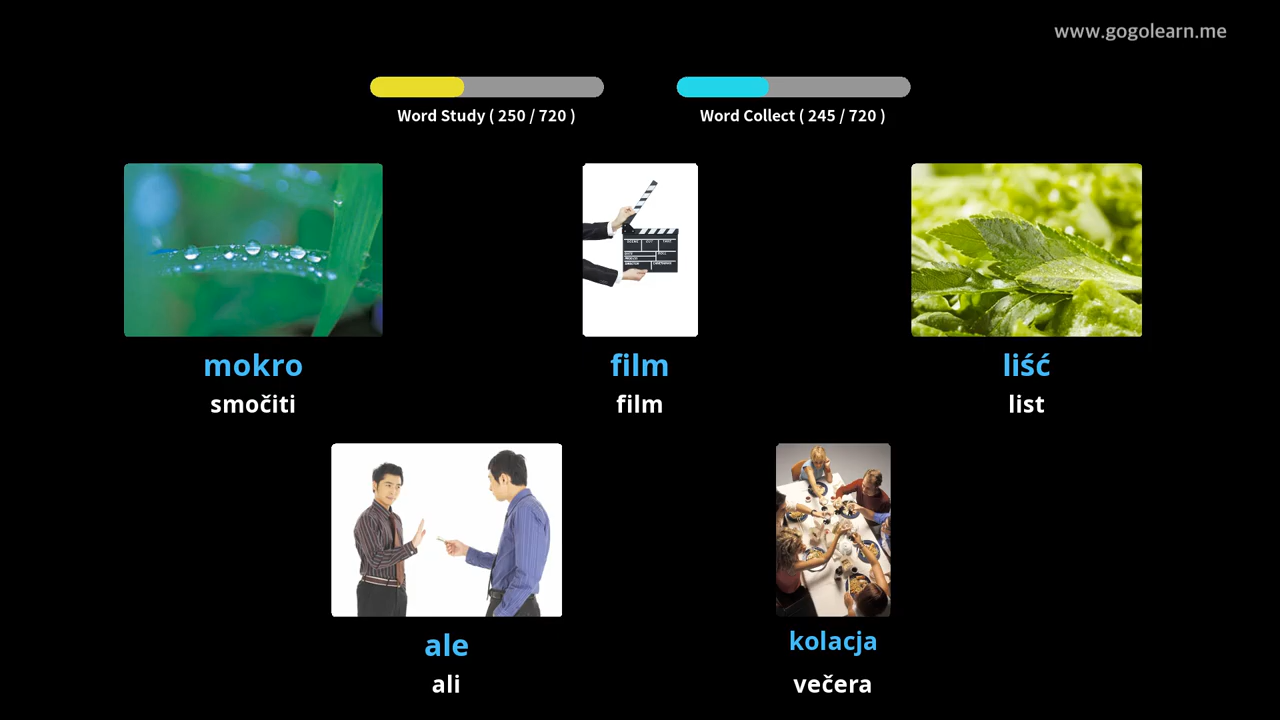 www.gogolearn.me
Word Study ( 250 / 720 )
Word Collect ( 245 / 720 )
mokro
smočiti
film
film
liść
list
ale
ali
kolacja
večera